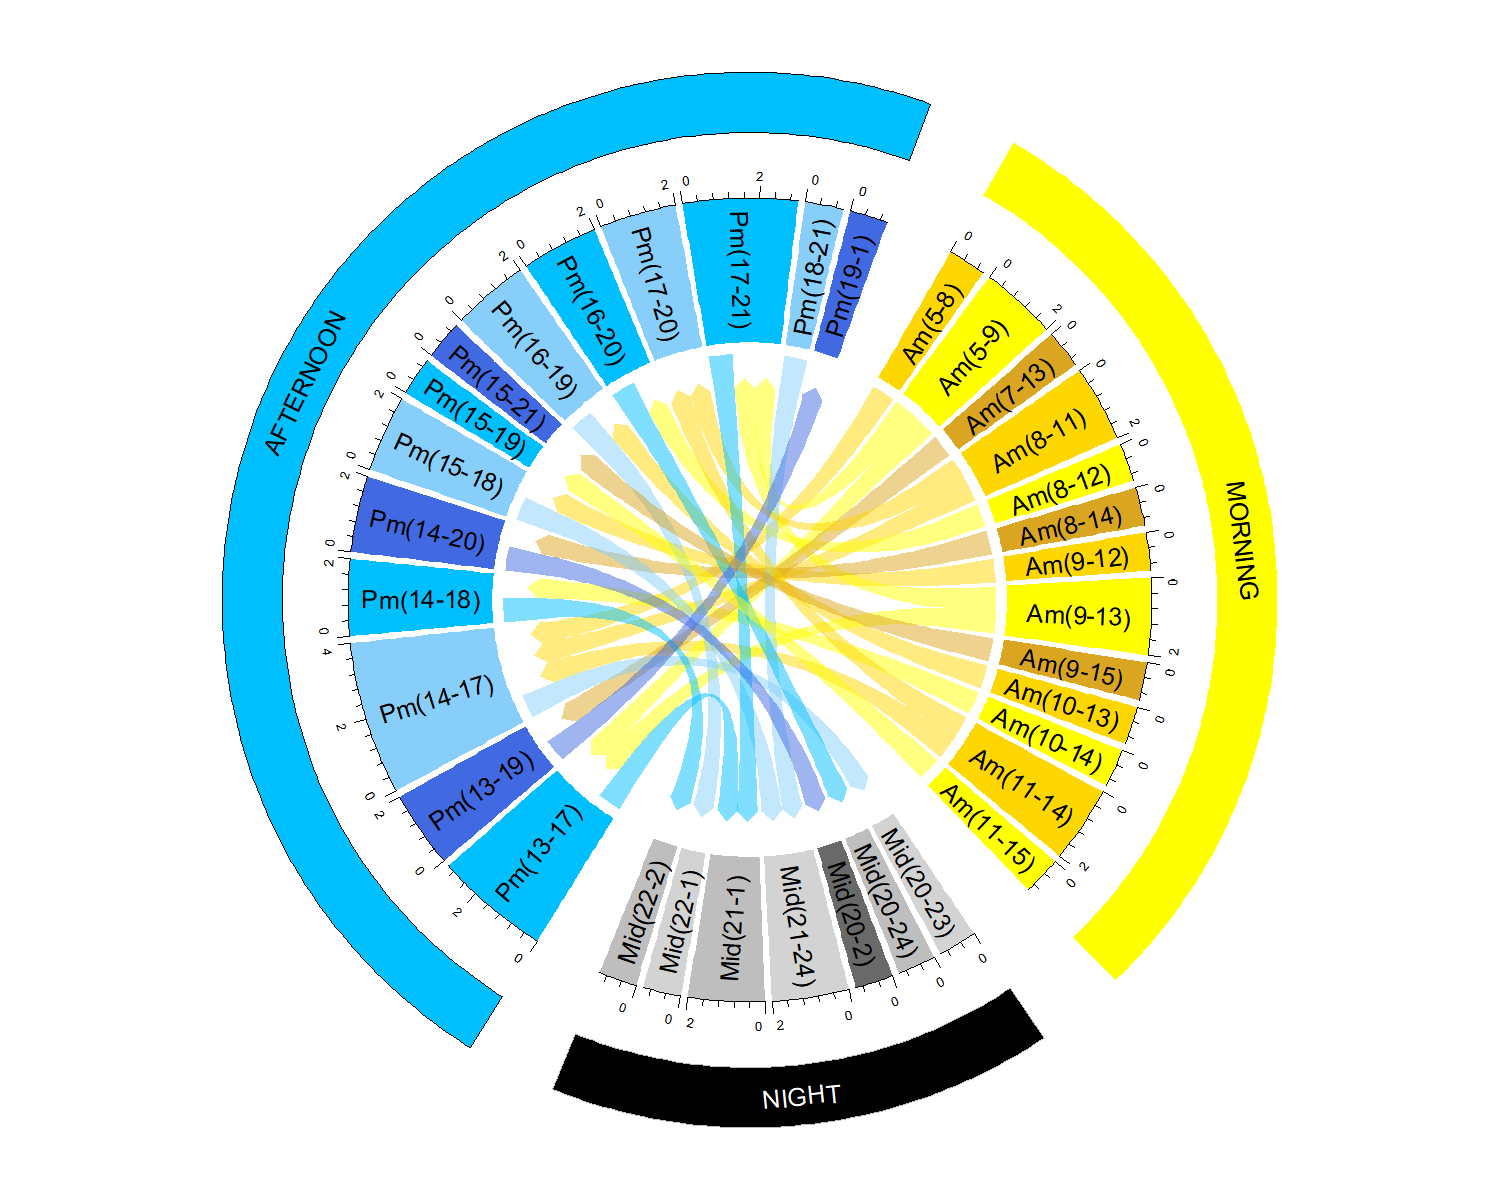 AFTERNOON
MORNING
NIGHT
Am(5-8)
Am(5-9)
Am(7-13)
Am(8-11)
Am(8-12)
Am(8-14)
Am(9-12)
Am(9-13)
Am(9-15)
Am(10-13)
Am(10-14)
Am(11-14)
Am(11-15)
Mid(20-23)
Mid(20-24)
Mid(20-2)
Mid(21-24)
Mid(21-1)
Mid(22-1)
Mid(22-2)
Pm(13-17)
Pm(13-19)
Pm(14-17)
Pm(14-18)
Pm(14-20)
Pm(15-18)
Pm(15-19)
Pm(15-21)
Pm(16-19)
Pm(16-20)
Pm(17-20)
Pm(17-21)
Pm(18-21)
Pm(19-1)
0
0
2
0
0
2
0
0
0
0
2
0
0
0
0
2
0
0
0
0
0
2
0
2
0
0
0
2
0
2
0
2
4
0
2
0
2
0
2
0
0
0
2
0
2
0
2
0
2
0
0